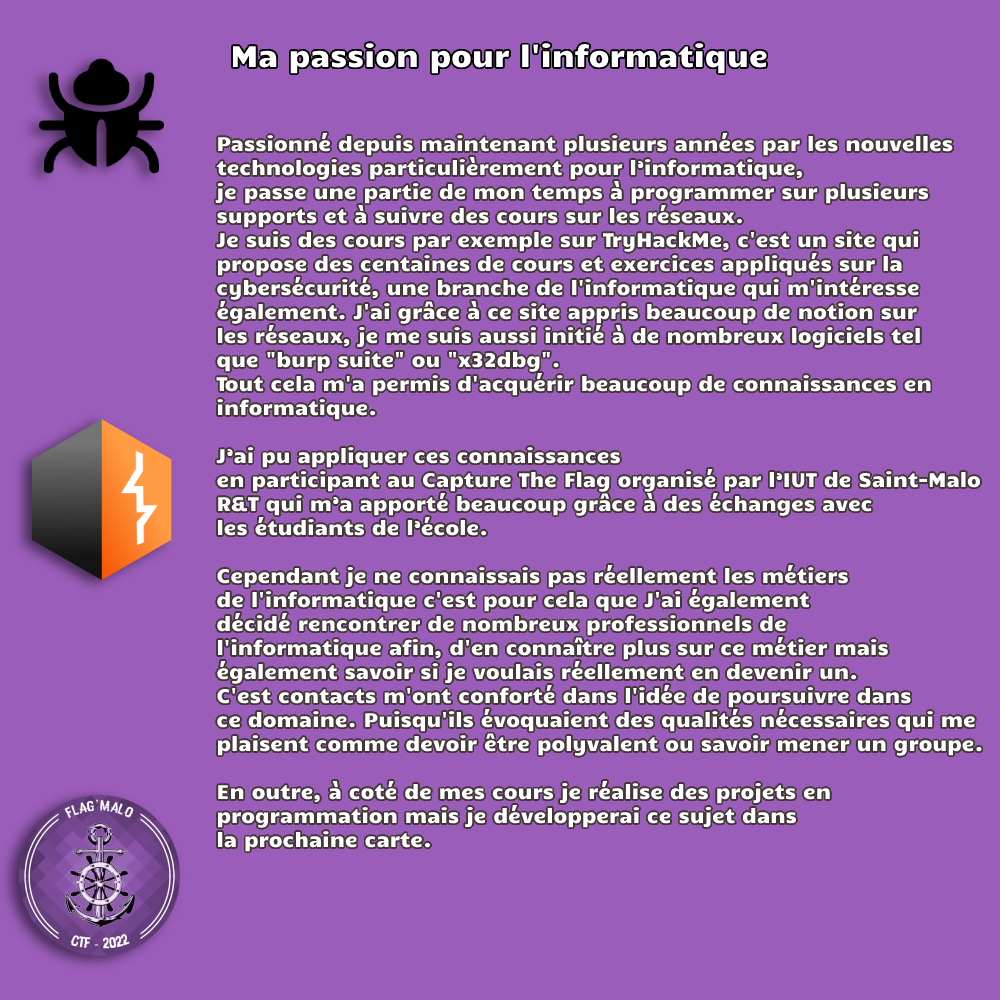 Ma passion pour l'informatique
Passionné depuis maintenant plusieurs années par les nouvelles
technologies particulièrement pour l’informatique,
je passe une partie de mon temps à programmer sur plusieurs
supports et à suivre des cours sur les réseaux.
Je suis des cours par exemple sur TryHackMe, c'est un site qui
propose des centaines de cours et exercices appliqués sur la
cybersécurité, une branche de l'informatique qui m'intéresse
également. J'ai grâce à ce site appris beaucoup de notion sur
les réseaux, je me suis aussi initié à de nombreux logiciels tel
que "burp suite" ou "x32dbg".
Tout cela m'a permis d'acquérir beaucoup de connaissances en
informatique.
J’ai pu appliquer ces connaissances
en participant au Capture The Flag organisé par l’IUT de Saint-Malo
R&T qui m’a apporté beaucoup grâce à des échanges avec
les étudiants de l’école.
Cependant je ne connaissais pas réellement les métiers
de l'informatique c'est pour cela que J'ai également
décidé rencontrer de nombreux professionnels de
l'informatique afin, d'en connaître plus sur ce métier mais
également savoir si je voulais réellement en devenir un.
C'est contacts m'ont conforté dans l'idée de poursuivre dans
ce domaine. Puisqu'ils évoquaient des qualités nécessaires qui me
plaisent comme devoir être polyvalent ou savoir mener un groupe.
En outre, à coté de mes cours je réalise des projets en
programmation mais je développerai ce sujet dans
la prochaine carte.
FLAG'MALO
CTF - 2022